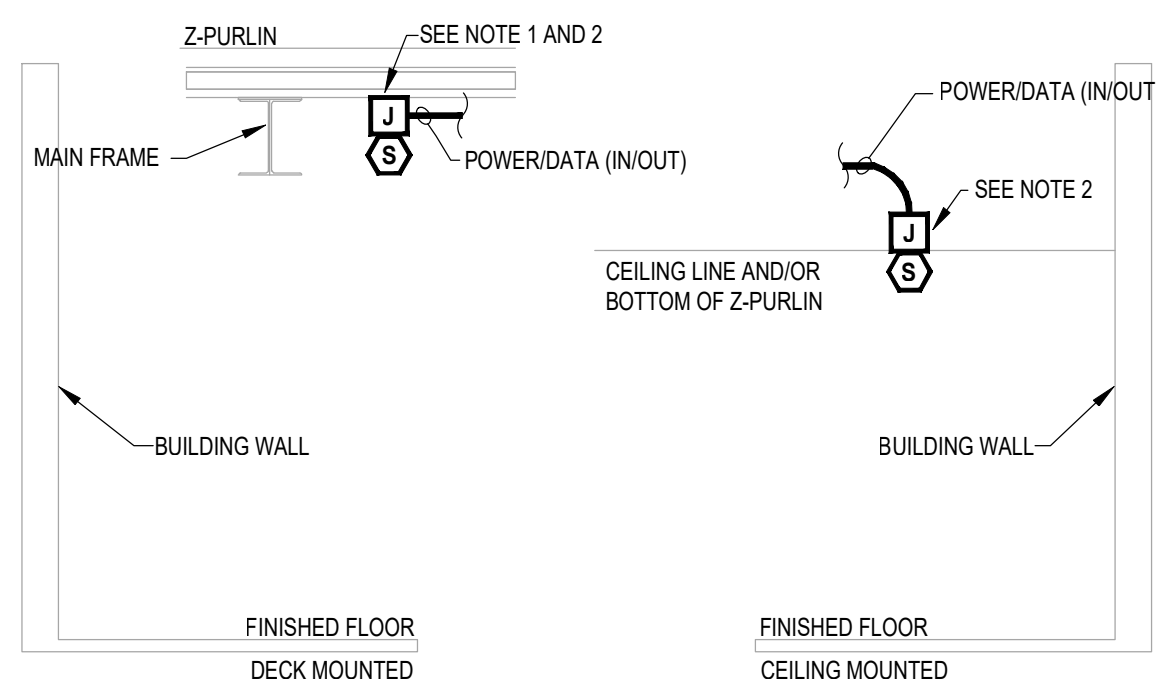 Z-PURLIN
SEE NOTE 1 AND 2
J
S
MAIN FRAME
POWER/DATA (IN/OUT)
BUILDING WALL
FINISHED FLOOR
DECK MOUNTED
POWER/DATA (IN/OUT
SEE NOTE 2
J
S
CEILING LINE AND/OR
BOTTOM OF Z-PURLIN
BUILDING WALL
FINISHED FLOOR
CEILING MOUNTED